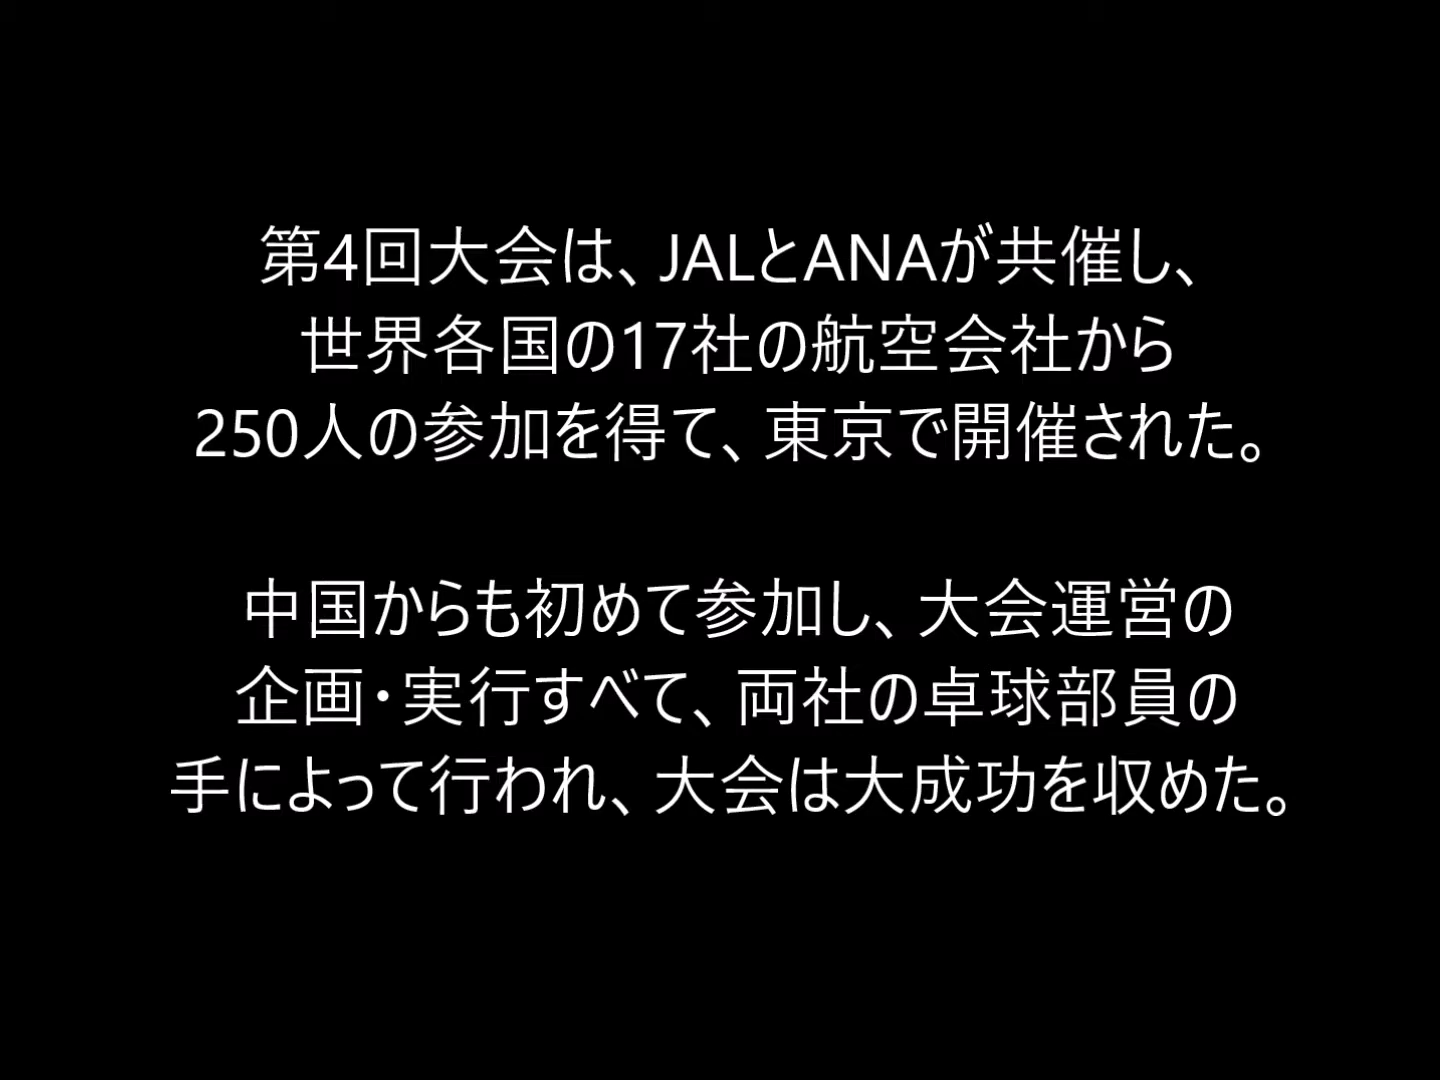 第4回大会は、JALとANAが共催し、
世界各国の17社の航空会社から
250人の参加を得て、東京で開催された。
中国からも初めて参加し、大会運営の
企画・実行すべて、両社の卓球部員の
手によって行われ、大会は大成功を収めた。